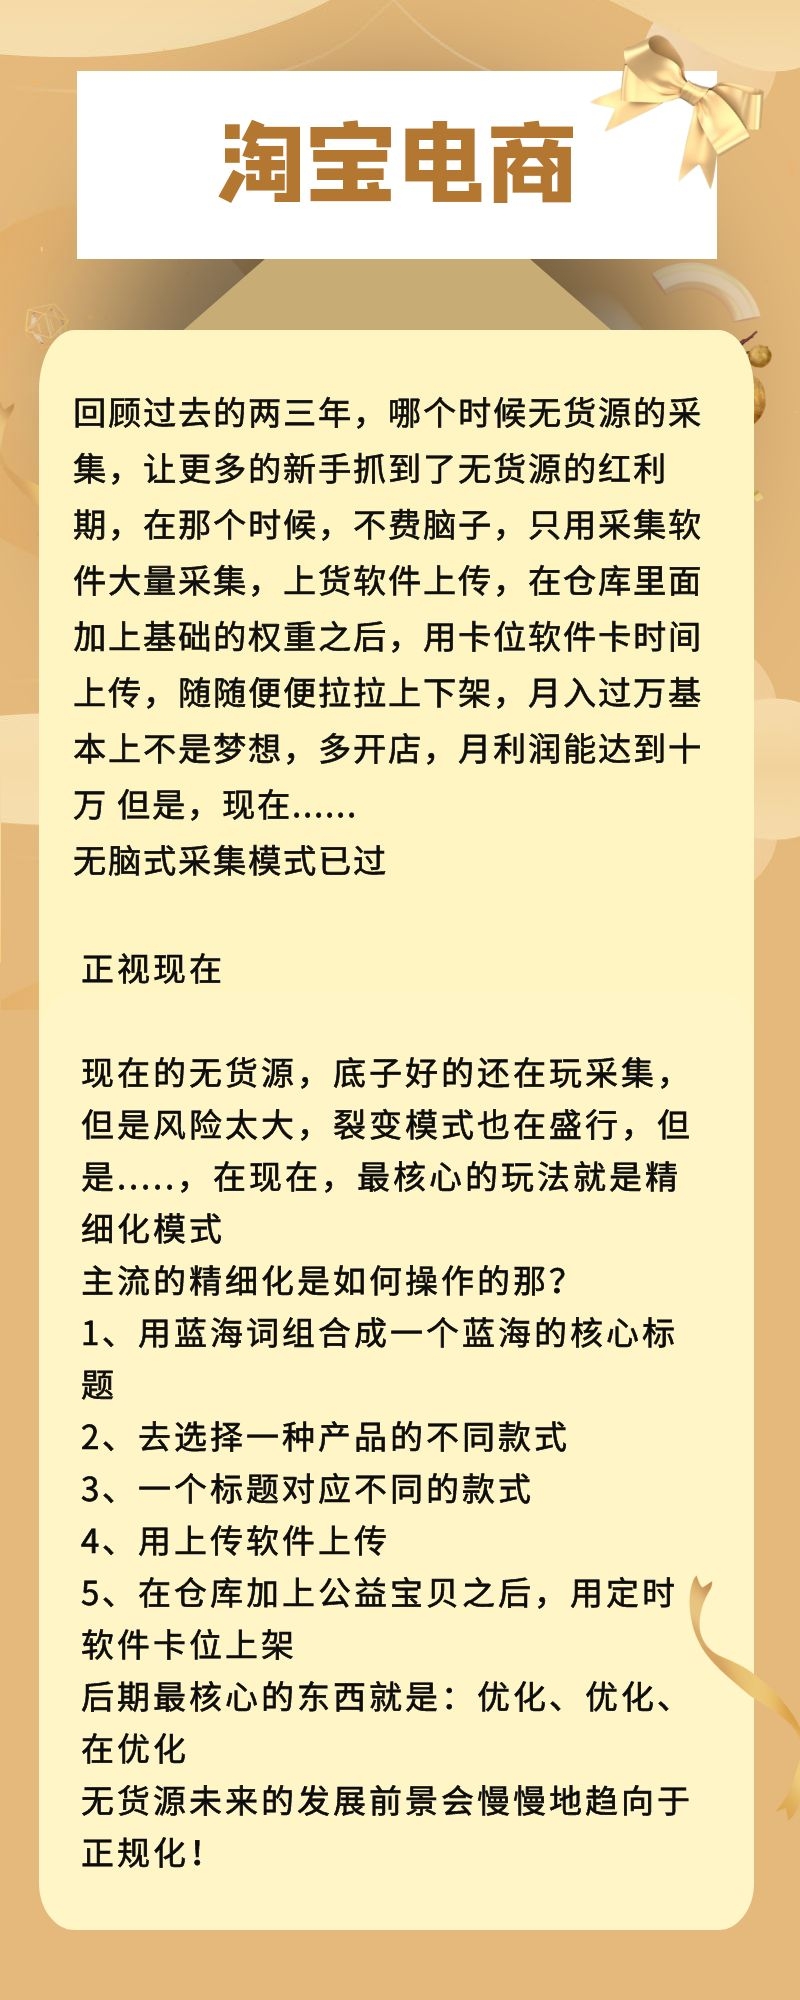 淘宝电商
回顾过去的两三年，哪个时候无货源的采
集，让更多的新手抓到了无货源的红利
期，在那个时候，不费脑子，只用采集软
件大量采集，上货软件上传，在仓库里面
加上基础的权重之后，用卡位软件卡时间
上传，随随便便拉拉上下架，月入过万基
本上不是梦想，多开店，月利润能达到十
万 但是，现在......
无脑式采集模式已过
正视现在
现在的无货源，底子好的还在玩采集，
但是风险太大，裂变模式也在盛行，但
是.....，在现在，最核心的玩法就是精
细化模式
主流的精细化是如何操作的那？
1、用蓝海词组合成一个蓝海的核心标
题
2、去选择一种产品的不同款式
3、一个标题对应不同的款式
4、用上传软件上传
5、在仓库加上公益宝贝之后，用定时
软件卡位上架
后期最核心的东西就是：优化、优化、
在优化
无货源未来的发展前景会慢慢地趋向于
正规化！